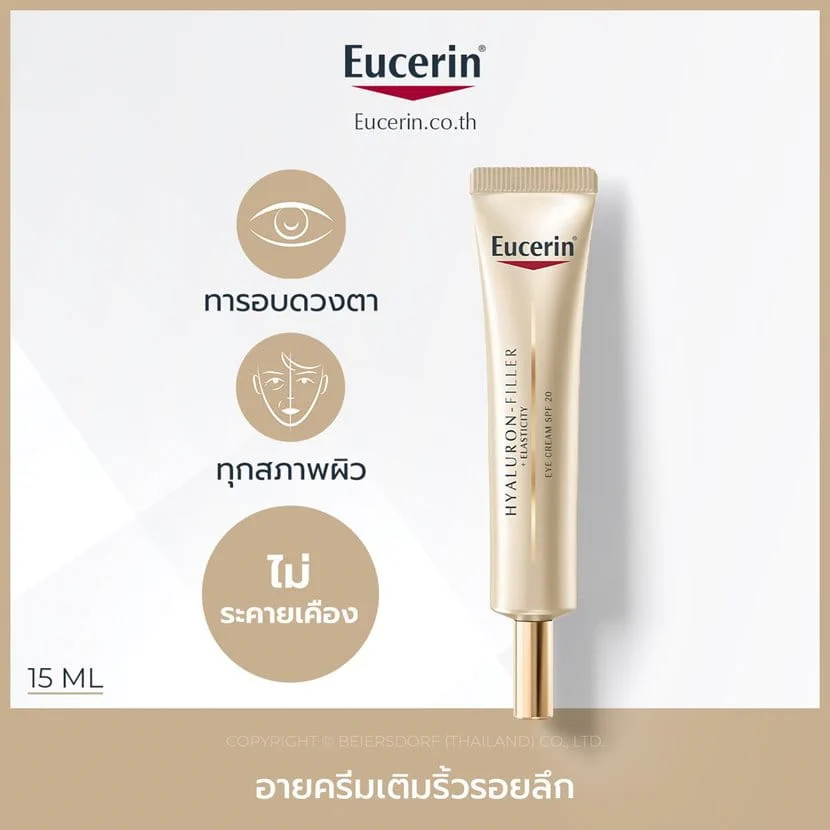 Eucerin®
Eucerin.co.th
ทารอบดวงตา
ทุกสภาพผิว
ไม่
ระคายเคือง
15 ML
Eucerin®
HYALURON-FILLER
+ ELASTICITY
EYE CREAM SPF 20
COPYRIGHT © BEIERSDORF (THAILAND) CO., LTD.
อายครีมเติมริ้วรอยลึก